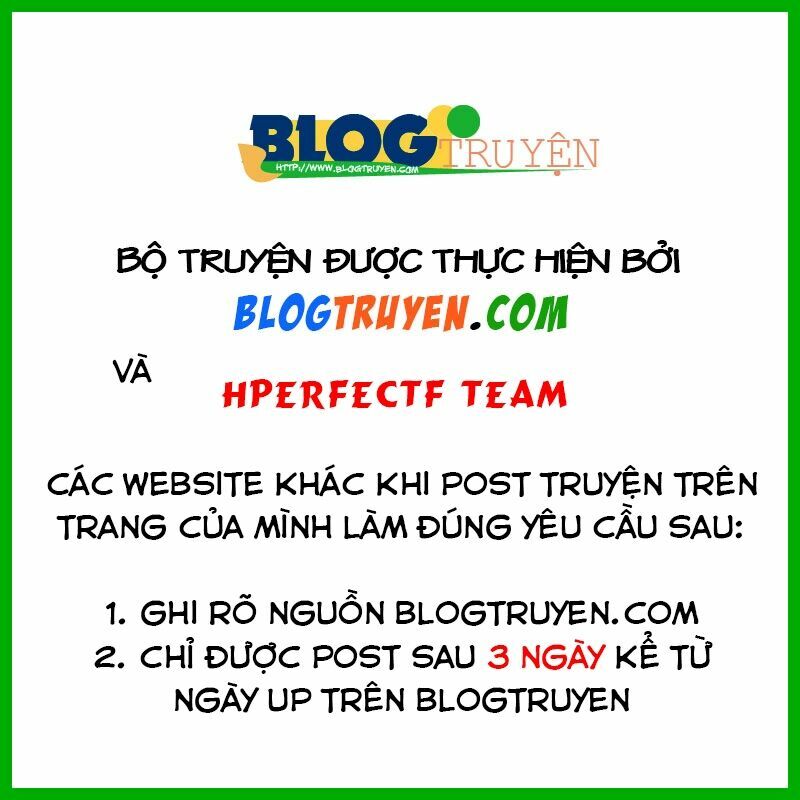 BLOG TRUYỆN
HTTP://WWW.BLOGTRUYEN.COM
BỘ TRUYỆN ĐƯỢC THỰC HIỆN BỞI
BLOGTRUYEN.COM
VÀ
HPERFECTF TEAM
CÁC WEBSITE KHÁC KHI POST TRUYỆN TRÊN
TRANG CỦA MÌNH LÀM ĐÚNG YÊU CẦU SAU:
1. GHI RÕ NGUỒN BLOGTRUYEN.COM
2. CHỈ ĐƯỢC POST SAU 3 NGÀY KỂ TỪ
NGÀY UP TRÊN BLOGTRUYEN